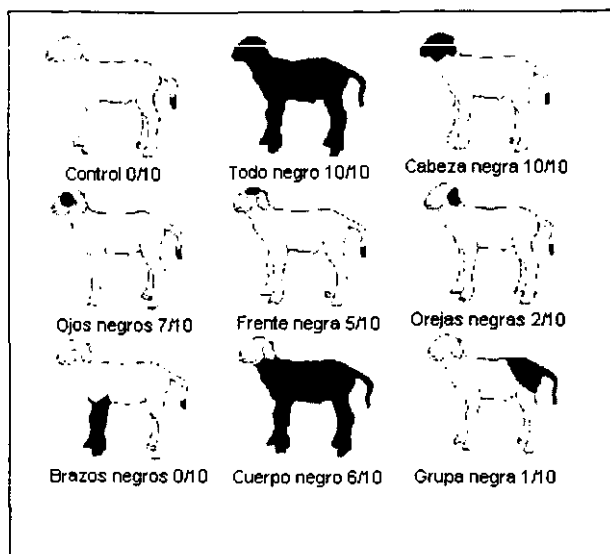 Control 0/10
Todo negro 10/10
Cabeza negra 10/10
Ojos negros 7/10
Frente negra 5/10
Orejas negras 2/10
Brazos negros 0/10
Cuerpo negro 6/10
Grupa negra 1/10